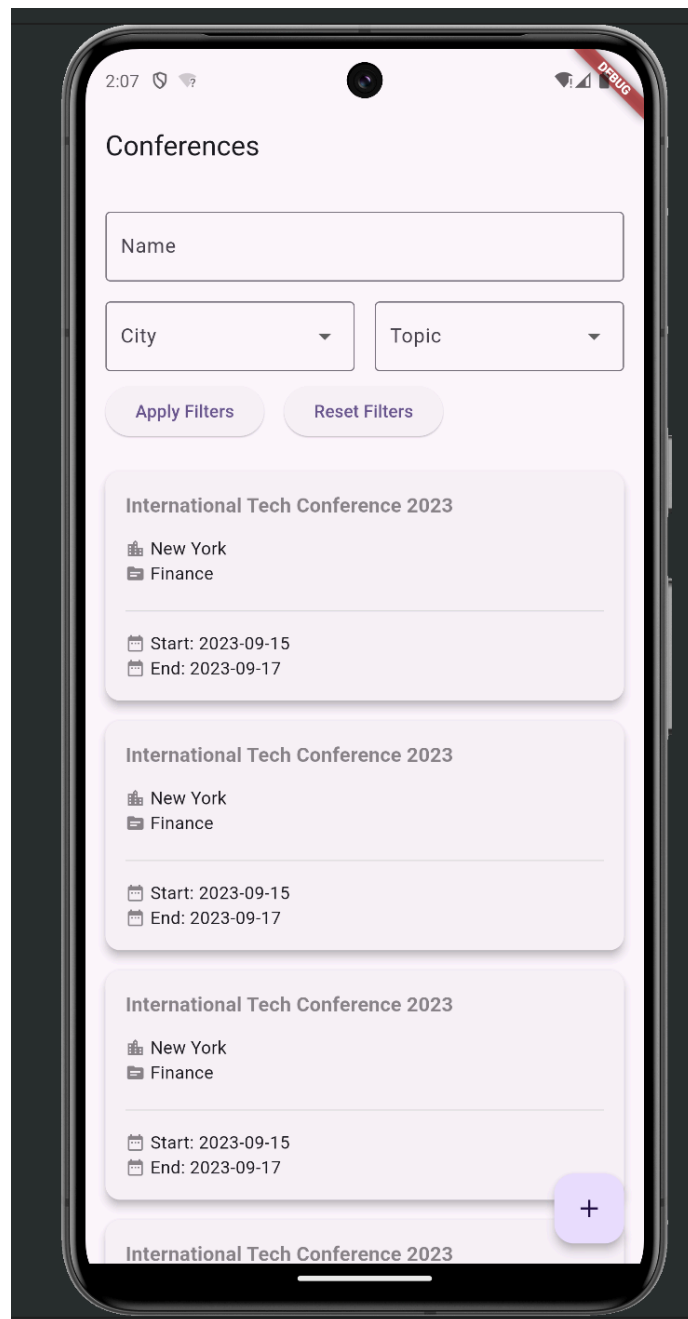 2:07
DEBUG
Conferences
Name
City
Topic
Apply Filters
Reset Filters
International Tech Conference 2023
New York
Finance
Start: 2023-09-15
End: 2023-09-17
International Tech Conference 2023
New York
Finance
Start: 2023-09-15
End: 2023-09-17
International Tech Conference 2023
New York
Finance
Start: 2023-09-15
End: 2023-09-17
+
International Tech Conference 2023